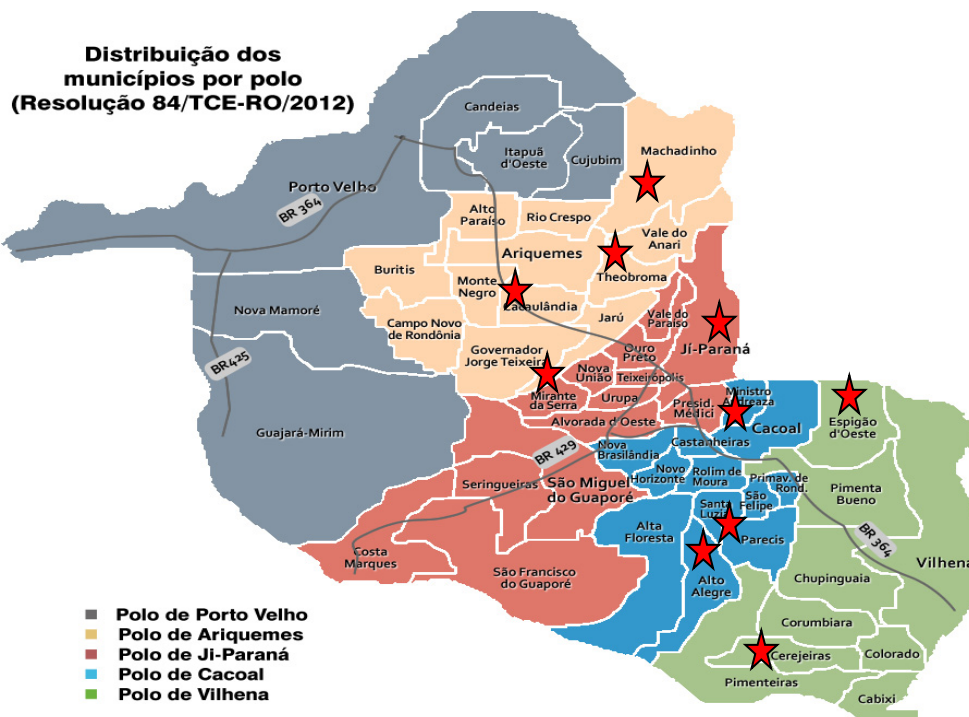 Distribuição dos
municípios por polo
(Resolução 84/TCE-RO/2012)
Candeias
Itapuã
d'Oeste
Cujubim
Machadinho
Porto Velho
BR 364
Alto
Paraíso
Rio Crespo
Vale do
Anari
Ariquemes
Buritis
Monte
Negro
Theobroma
Cacaulândia
Nova Mamoré
Campo Novo
de Rondônia
Jarú
Vale do
Paraíso
Governador
Jorge Teixeira
Ouro
Preto
Jí-Paraná
BR 425
Nova
União
Teixeirópolis
Mirante
da Serra
Urupa
Presid.
Médici
Ministro
Andreaza
Cacoal
Espigão
d'Oeste
Alvorada d'Oeste
Guajará-Mirim
BR 429
Nova
Brasilândia
Castanheiras
Seringueiras
São Miguel
do Guaporé
Novo
Horizonte
Rolim de
Moura
Primav. de
Rond.
Pimenta
Bueno
Santa
Luzia
São
Felipe
Alta
Floresta
Parecis
BR 364
Costa
Marques
Vilhena
São Francisco
do Guaporé
Alto
Alegre
Chupinguaia
Corumbiara
Cerejeiras
Colorado
Pimenteiras
Cabixi
Polo de Porto Velho
Polo de Ariquemes
Polo de Ji-Paraná
Polo de Cacoal
Polo de Vilhena